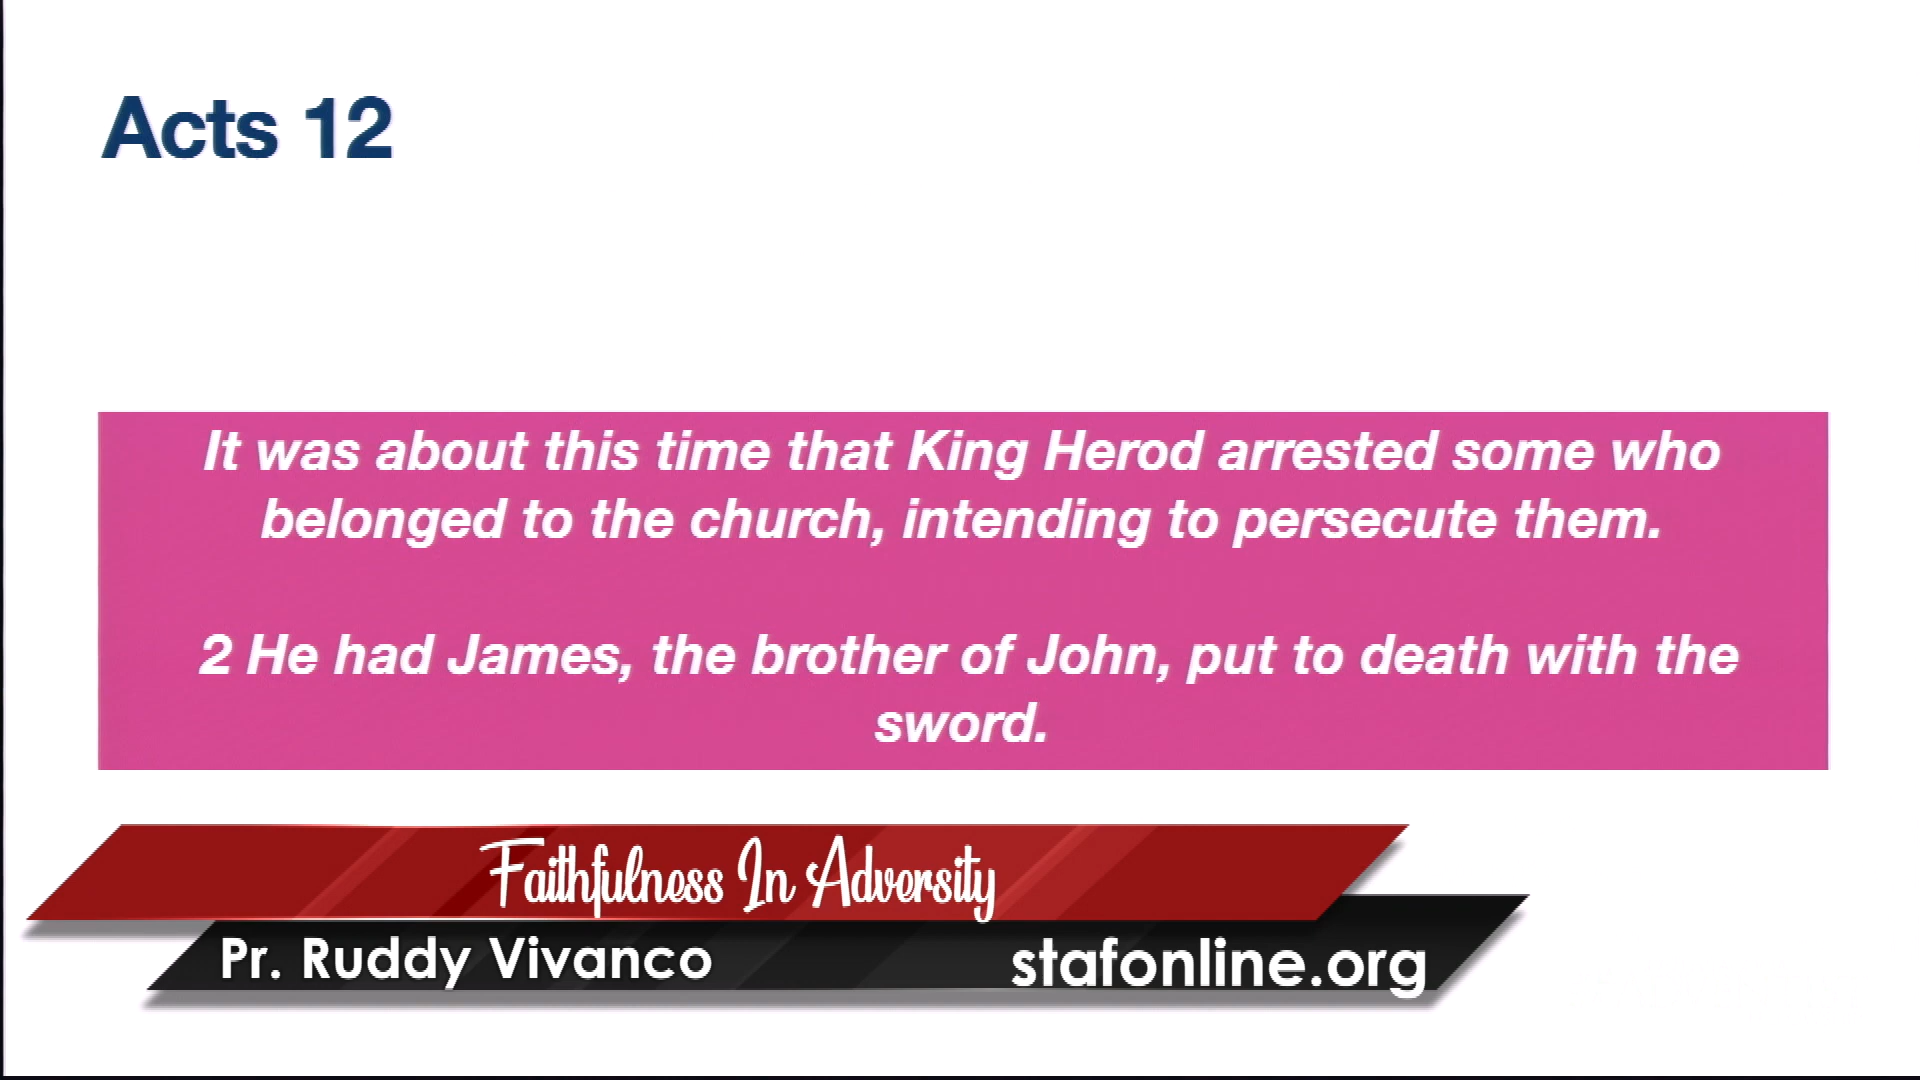 Acts 12
It was about this time that King Herod arrested some who
belonged to the church, intending to persecute them.
2 He had James, the brother of John, put to death with the
sword.
Faithfulness In Adversity
Pr. Ruddy Vivanco
stafonline.org